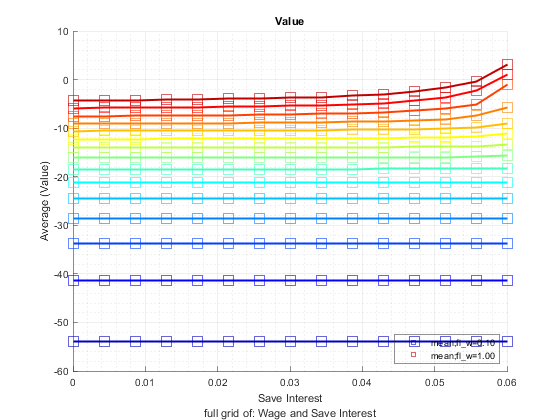 Value
10
0
-10
-20
-30
-40
-50
-60
Average (Value)
mean;fl_w=0.10
mean;fl_w=1.00
0
0.01
0.02
0.03
0.04
0.05
0.06
Save Interest
full grid of: Wage and Save Interest